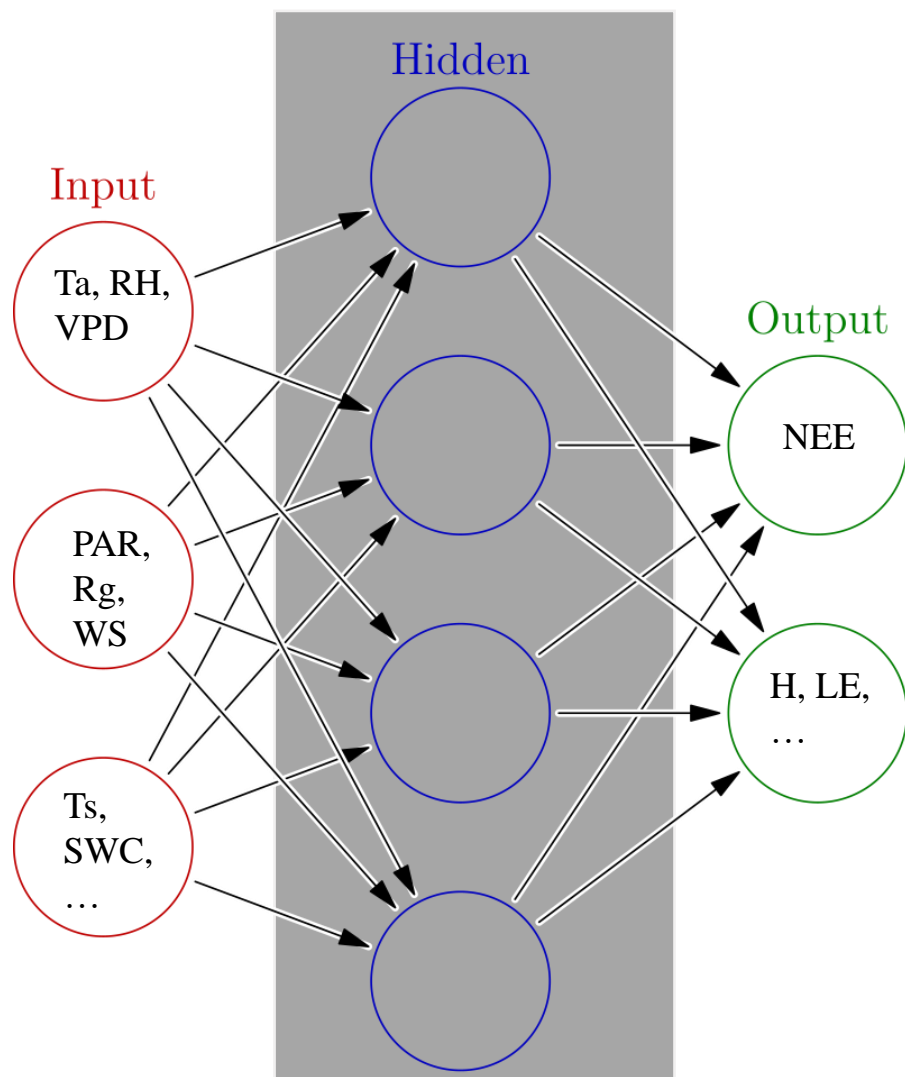 Hidden
Input
Ta, RH,
VPD
Output
NEE
PAR,
Rg,
WS
H, LE,
…
Ts,
SWC,
…